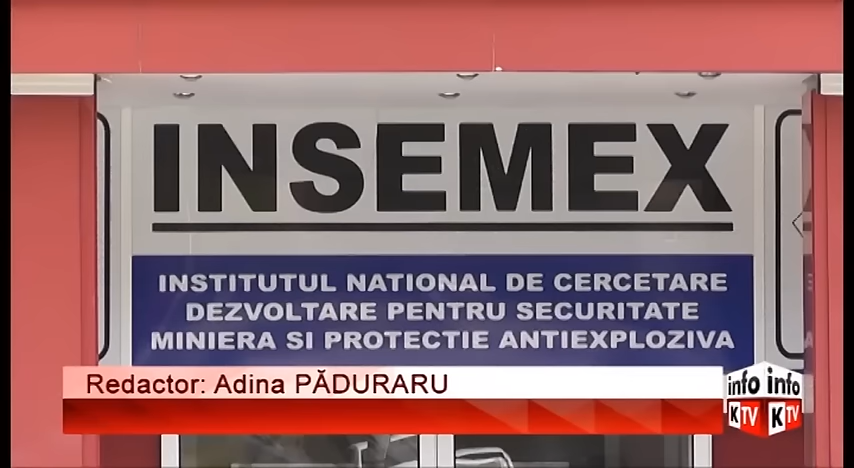 INSEMEX
INSTITUTUL NATIONAL DE CERCETARE
DEZVOLTARE PENTRU SECURITATE
MINIERA SI PROTECTIE ANTIEXPLOZIVA
Redactor: Adina PĂDURARU
info info
KTV KTV